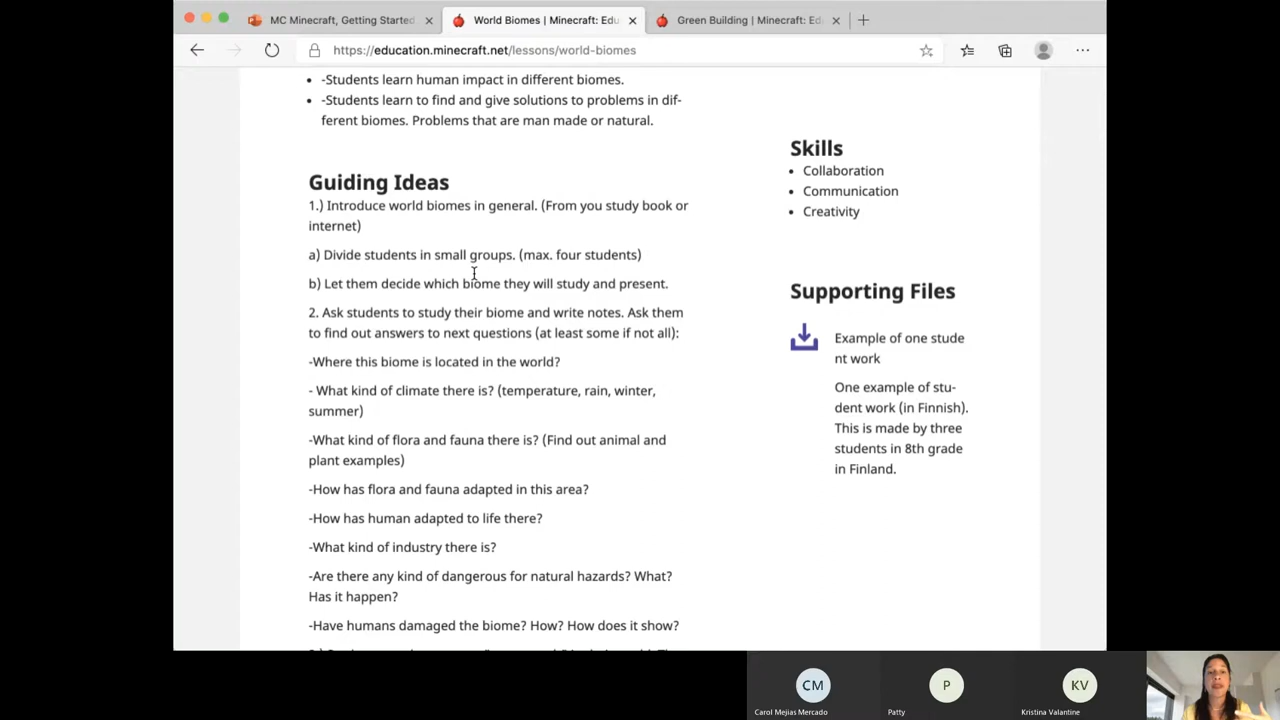 MC Minecraft, Getting Started
World Biomes | Minecraft: Edu
Green Building | Minecraft: Ed
https://education.minecraft.net/lessons/world-biomes
-Students learn human impact in different biomes.
-Students learn to find and give solutions to problems in dif-
ferent biomes. Problems that are man made or natural.
Guiding Ideas
1.) Introduce world biomes in general. (From you study book or
internet)
a) Divide students in small groups. (max. four students)
b) Let them decide which biome they will study and present.
2. Ask students to study their biome and write notes. Ask them
to find out answers to next questions (at least some if not all):
-Where this biome is located in the world?
- What kind of climate there is? (temperature, rain, winter,
summer)
-What kind of flora and fauna there is? (Find out animal and
plant examples)
-How has flora and fauna adapted in this area?
-How has human adapted to life there?
-What kind of industry there is?
-Are there any kind of dangerous for natural hazards? What?
Has it happen?
-Have humans damaged the biome? How? How does it show?
Skills
Collaboration
Communication
Creativity
Supporting Files
Example of one stude
nt work
One example of stu-
dent work (in Finnish).
This is made by three
students in 8th grade
in Finland.
CM
Carol Mejias Mercado
P
Patty
KV
Kristina Valantine